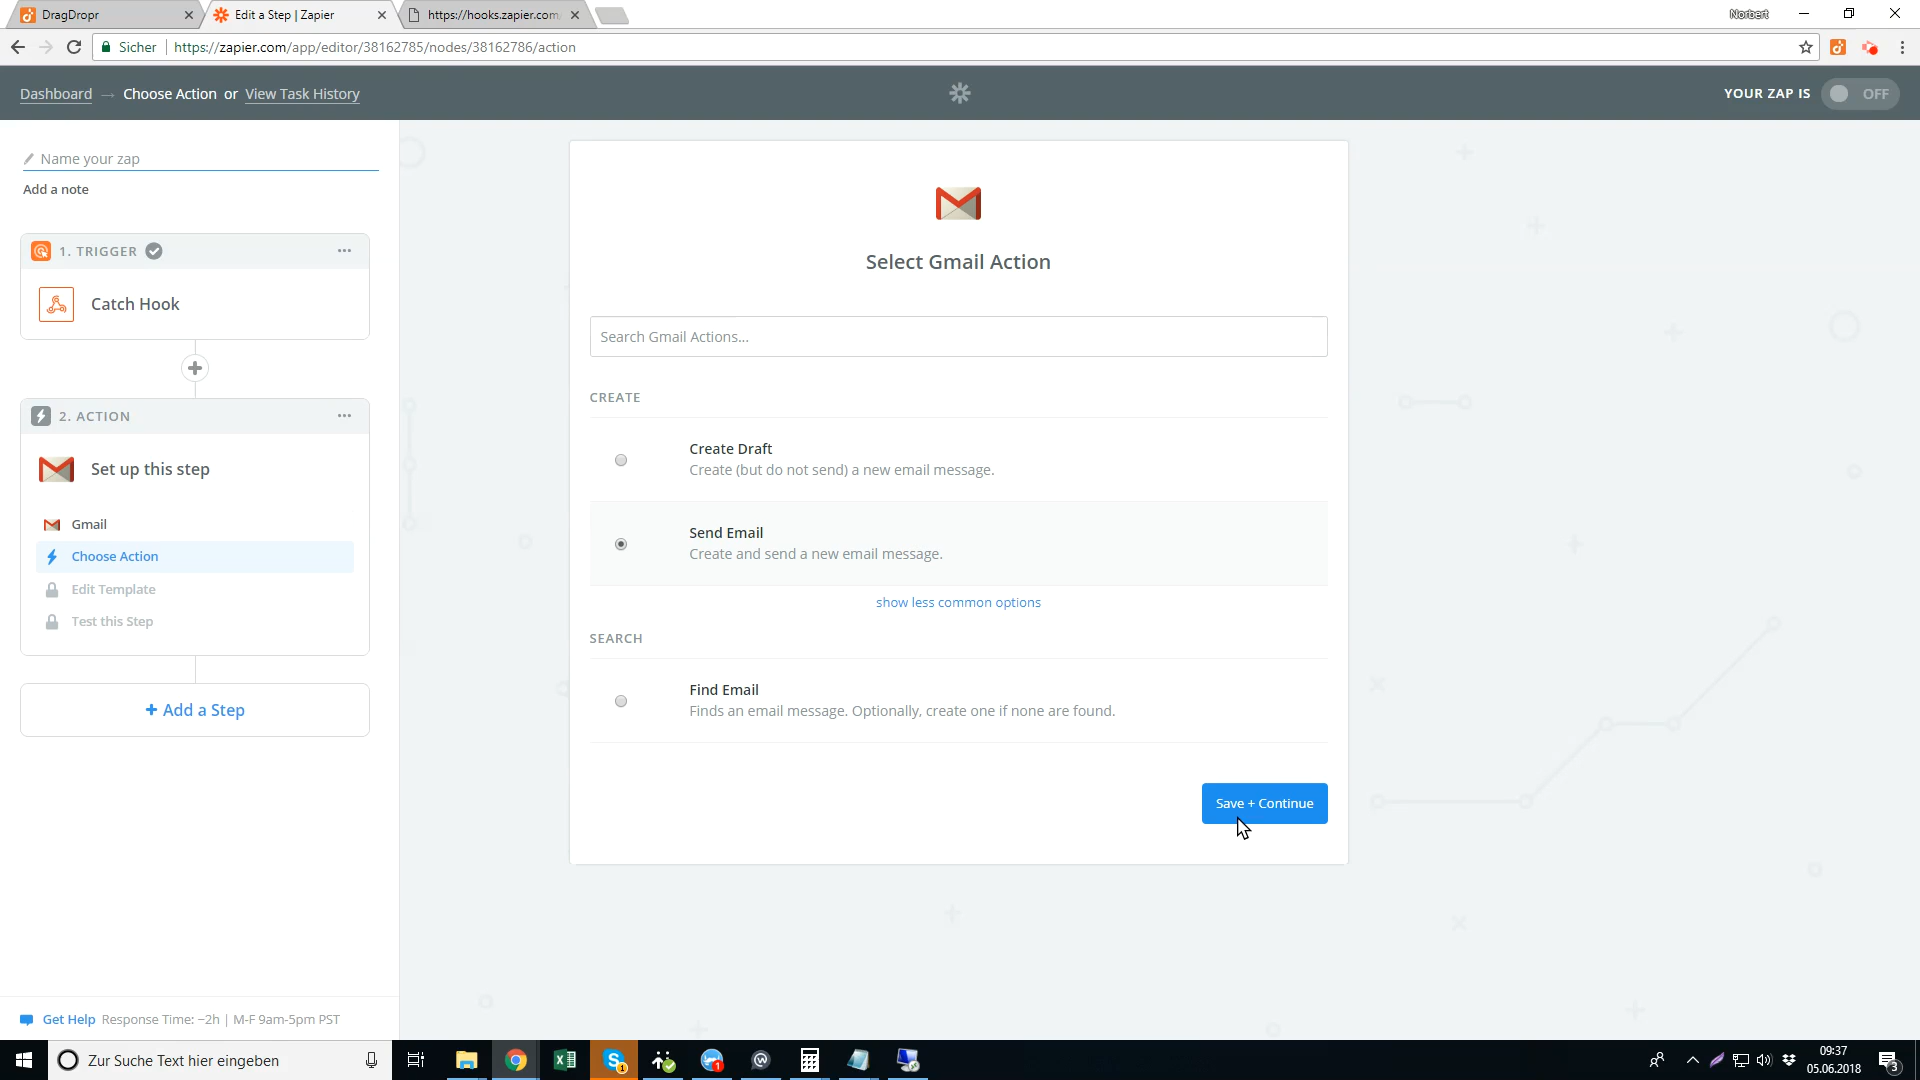 DragDropr
Edit a Step | Zapier
https://hooks.zapier.com/
Norbert
Sicher
https://zapier.com/app/editor/38162785/nodes/38162786/action
Dashboard → Choose Action or View Task History
YOUR ZAP IS OFF
Name your zap
Add a note
1. TRIGGER
Catch Hook
2. ACTION
Set up this step
Gmail
Choose Action
Edit Template
Test this Step
+ Add a Step
Get Help Response Time: ~2h | M-F 9am-5pm PST
Select Gmail Action
Search Gmail Actions...
CREATE
Create Draft
Create (but do not send) a new email message.
Send Email
Create and send a new email message.
show less common options
SEARCH
Find Email
Finds an email message. Optionally, create one if none are found.
Save + Continue
Zur Suche Text hier eingeben
1
1
09:37
05.06.2018
3